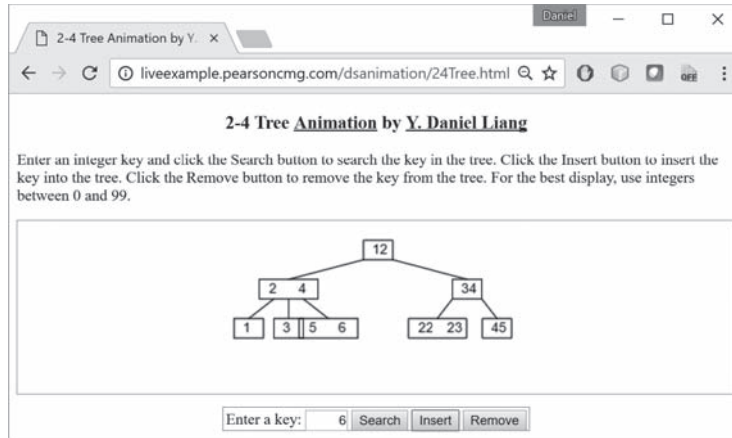 Daniel
2-4 Tree Animation by Y.
liveexample.pearsoncmg.com/dsanimation/24Tree.html
OFF
2-4 Tree Animation by Y. Daniel Liang
Enter an integer key and click the Search button to search the key in the tree. Click the Insert button to insert the
key into the tree. Click the Remove button to remove the key from the tree. For the best display, use integers
between 0 and 99.
12
2 4 34
1 3 5 6 22 23 45
Enter a key: 6 Search Insert Remove